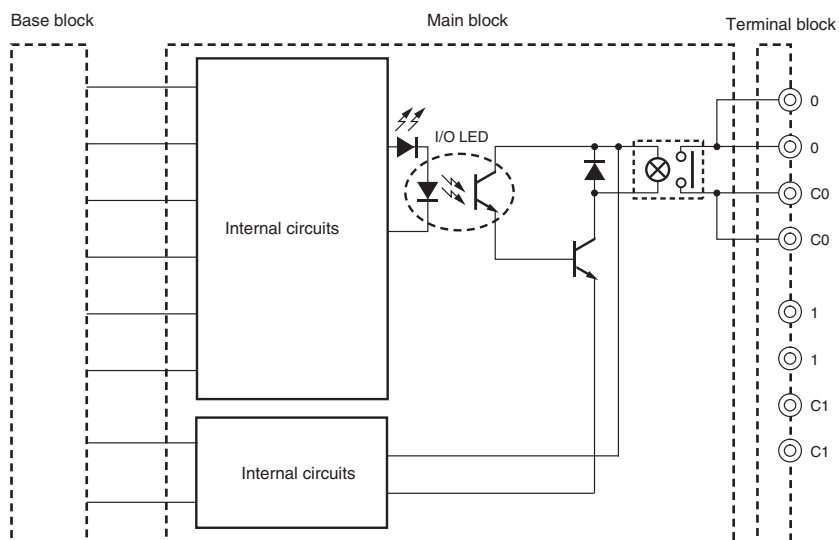 Base block
Main block
Terminal block
I/O LED
Internal circuits
Internal circuits
0
0
C0
C0
1
1
C1
C1